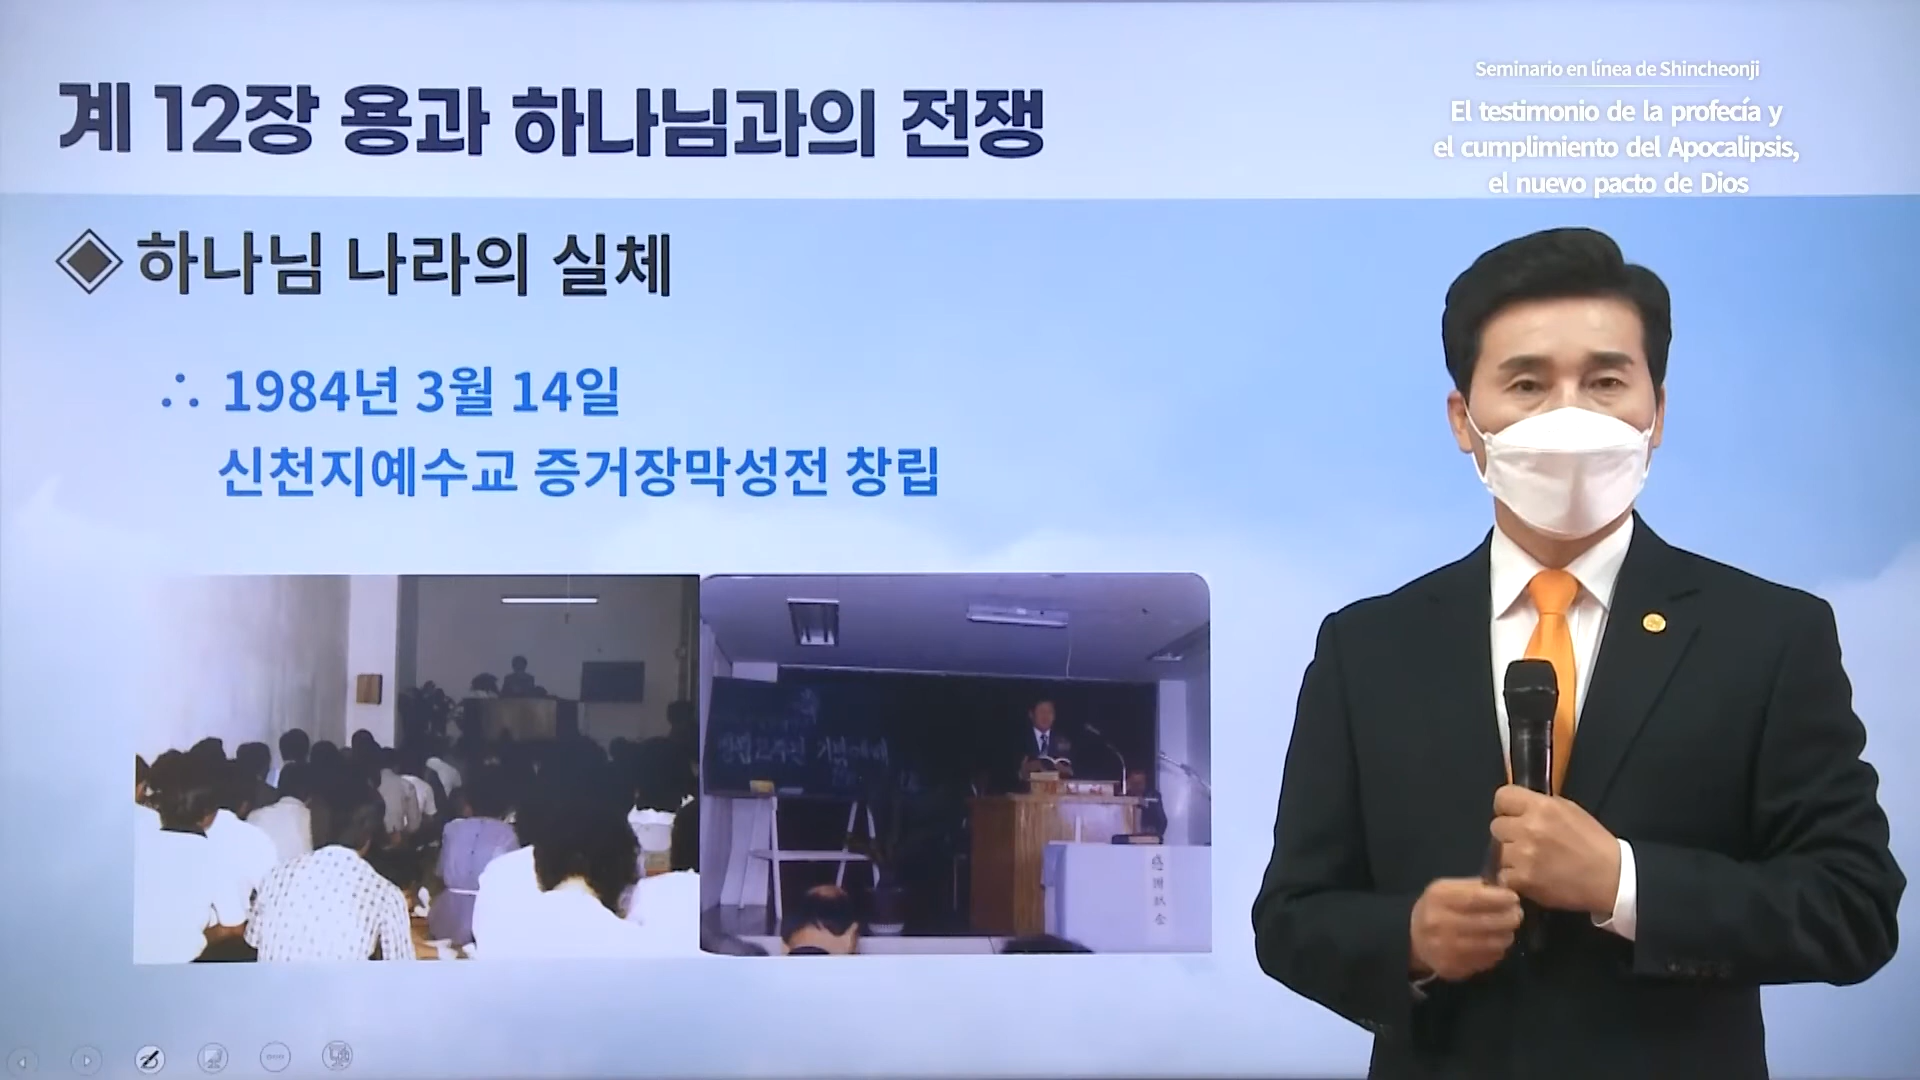 계 12장 용과 하나님과의 전쟁
Seminario en línea de Shincheonji
El testimonio de la profecía y
el cumplimiento del Apocalipsis,
el nuevo pacto de Dios
하나님 나라의 실체
∴ 1984년 3월 14일
신천지예수교 증거장막성전 창립